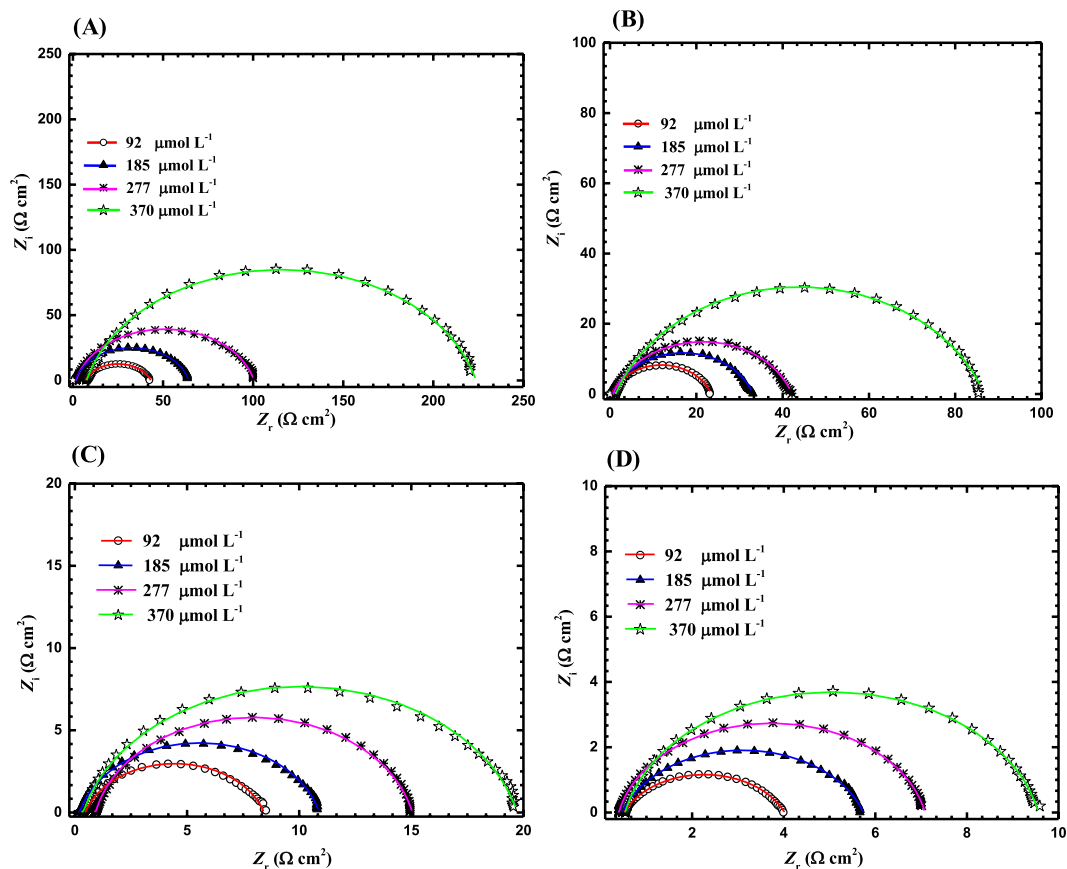 (A)
250
200
150
100
50
0
Zi (Ω cm2)
92 μmol L-1
185 μmol L-1
277 μmol L-1
370 μmol L-1
0 50 100 150 200 250
Zr (Ω cm2)
(B)
100
80
60
40
20
0
Zi (Ω cm2)
92 μmol L-1
185 μmol L-1
277 μmol L-1
370 μmol L-1
0 20 40 60 80 100
Zr (Ω cm2)
(C)
20
15
10
5
0
Zi (Ω cm2)
92 μmol L-1
185 μmol L-1
277 μmol L-1
370 μmol L-1
0 5 10 15 20
Zr (Ω cm2)
(D)
10
8
6
4
2
0
Zi (Ω cm2)
92 μmol L-1
185 μmol L-1
277 μmol L-1
370 μmol L-1
2 4 6 8 10
Zr (Ω cm2)